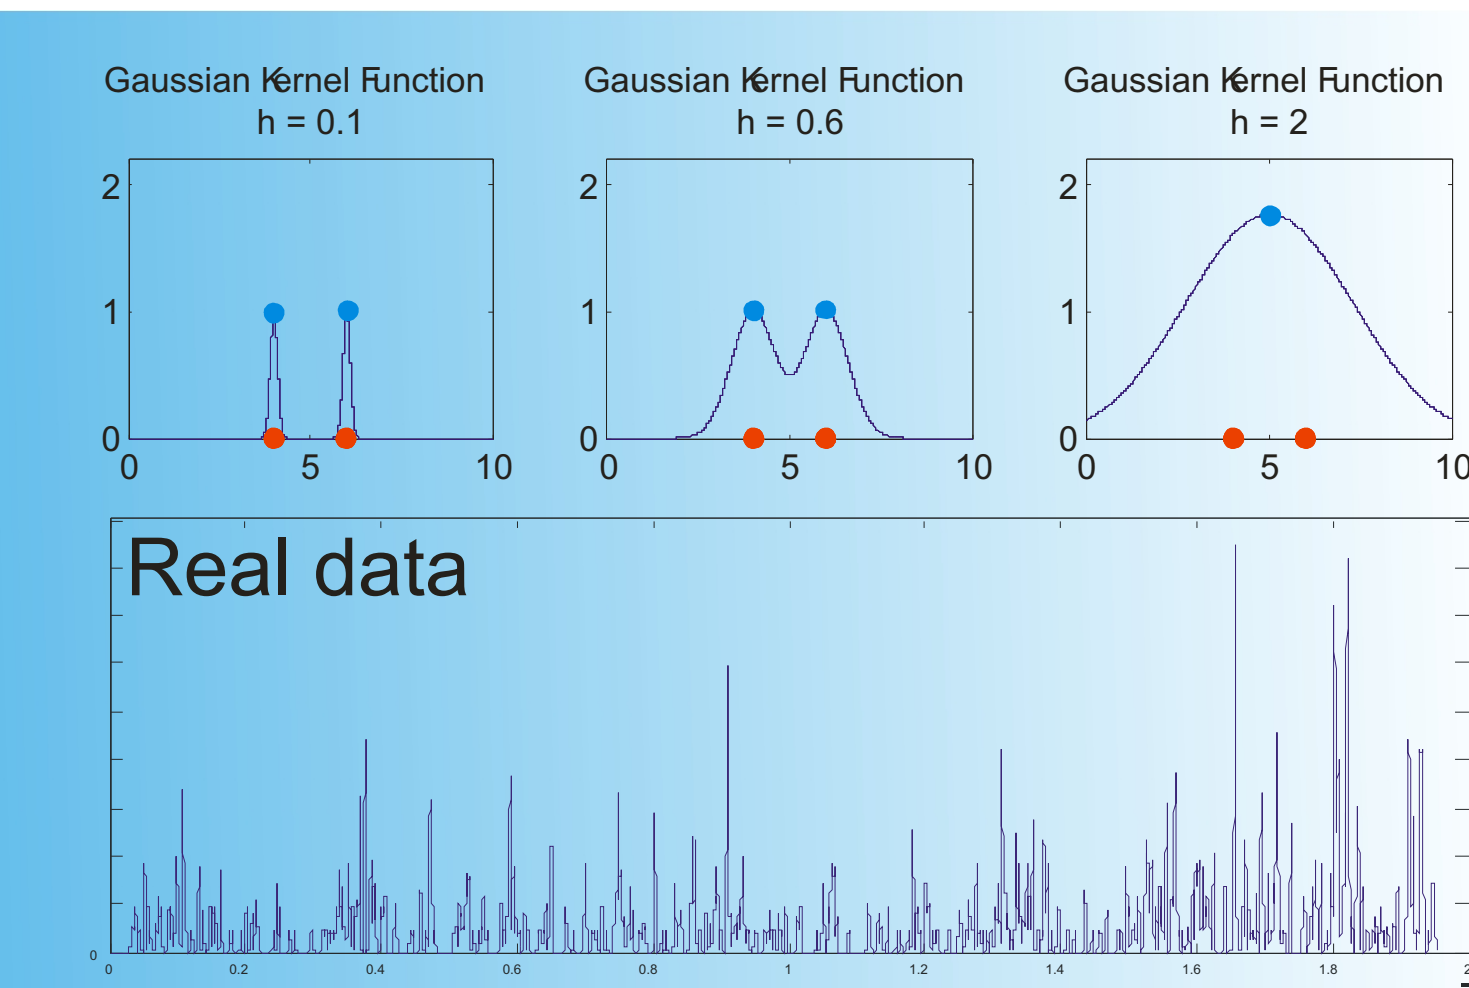 Gaussian Kernel Function
h = 0.1
Gaussian Kernel Function
h = 0.6
Gaussian Kernel Function
h = 2
2
1
0
0 5 10
2
1
0
0 5 10
2
1
0
0 5 10
Real data
0
0 0.2 0.4 0.6 0.8 1 1.2 1.4 1.6 1.8 2